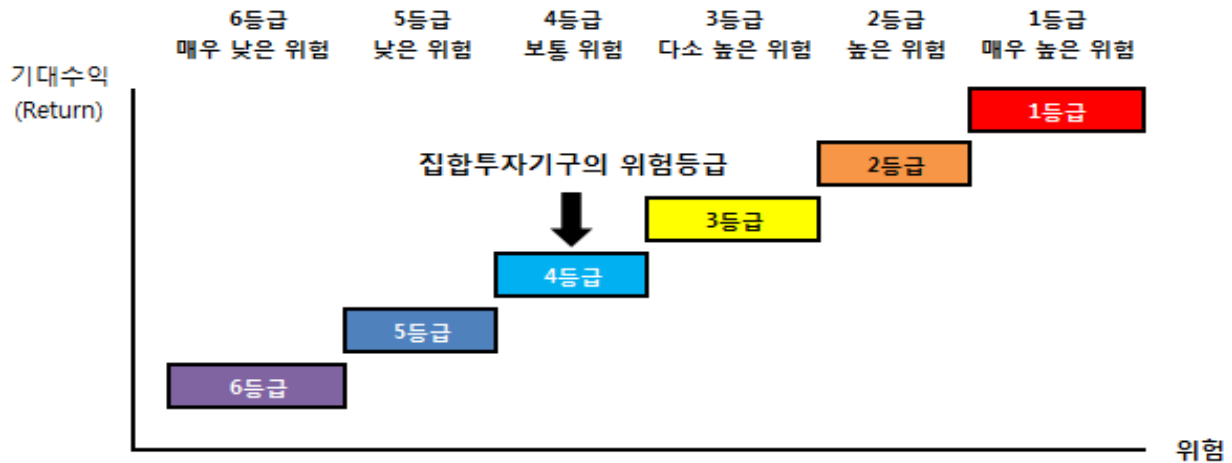 6등급 5등급 4등급 3등급 2등급 1등급
매우 낮은 위험 낮은 위험 보통 위험 다소 높은 위험 높은 위험 매우 높은 위험
기대수익
(Return)
1등급
집합투자기구의 위험등급
2등급
3등급
4등급
5등급
6등급
위험